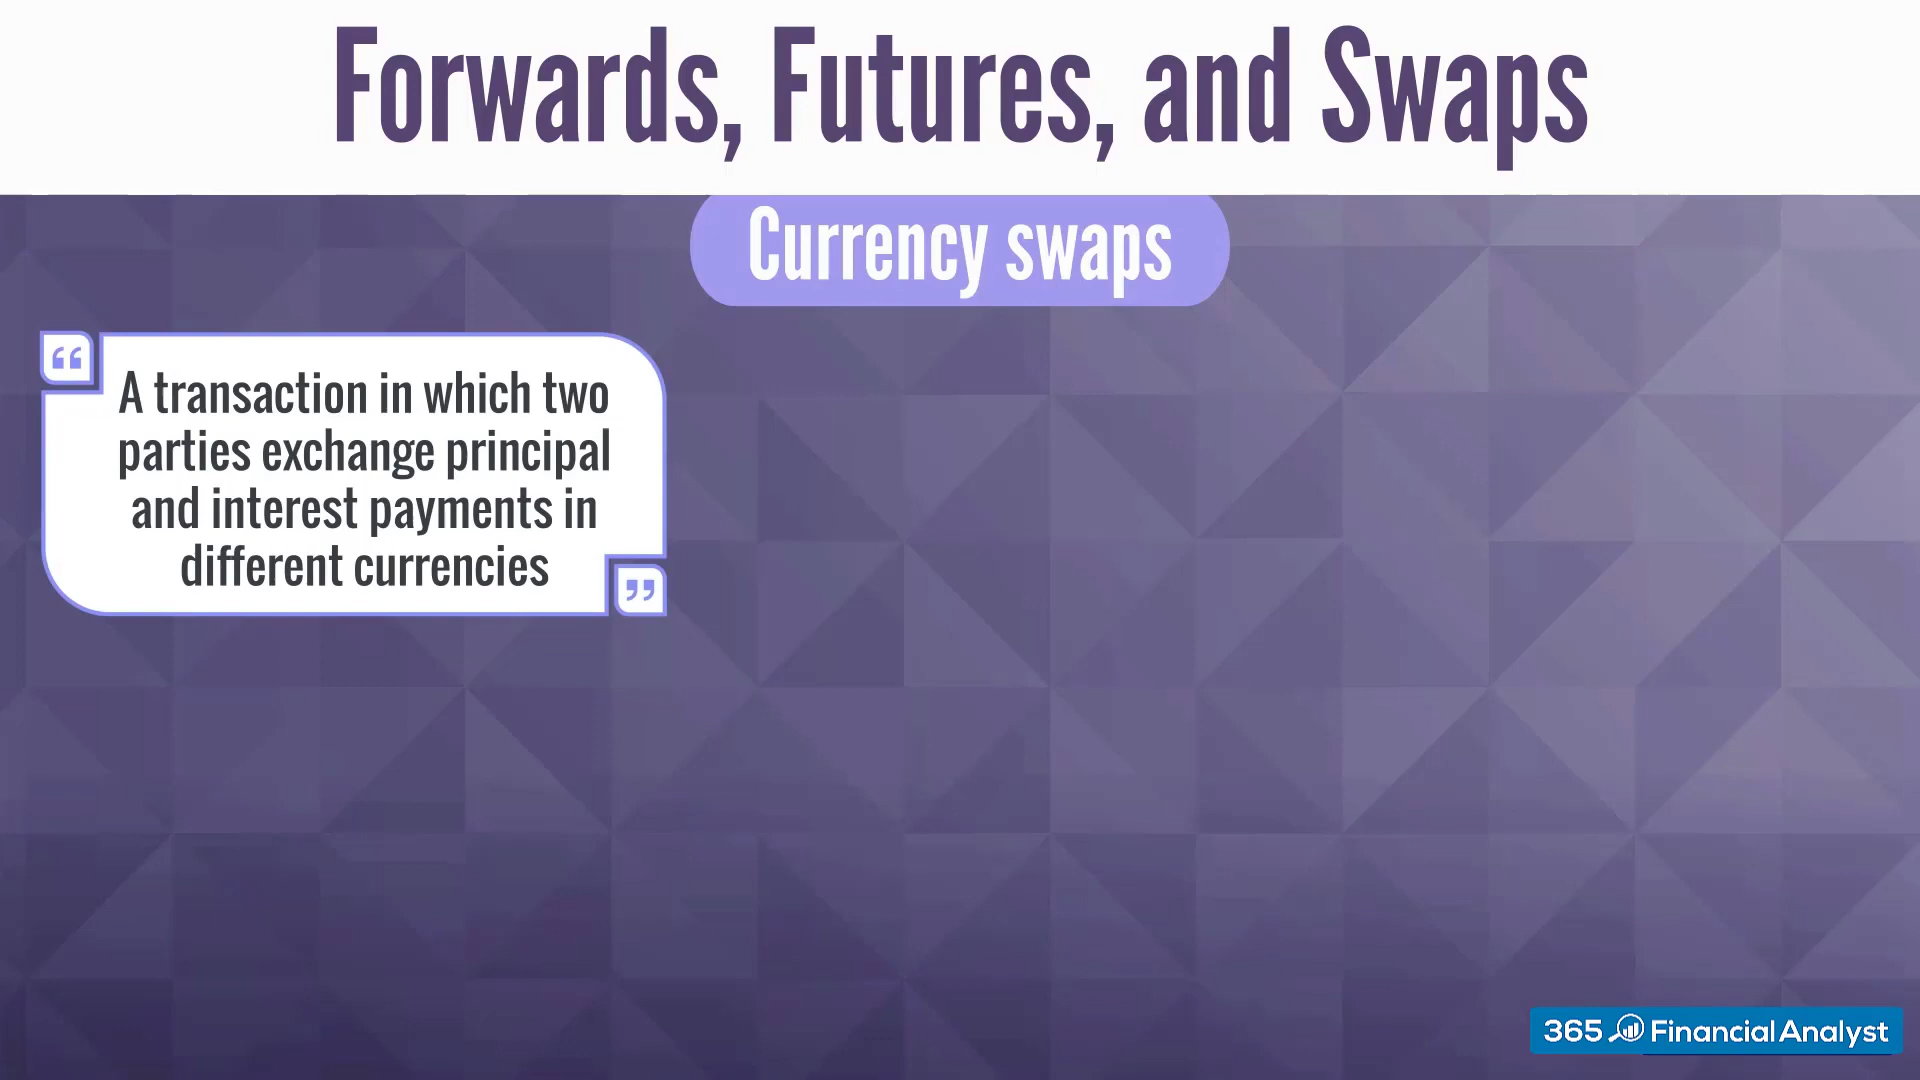 Forwards, Futures, and Swaps
Currency swaps
“
A transaction in which two
parties exchange principal
and interest payments in
different currencies
”
365 Financial Analyst